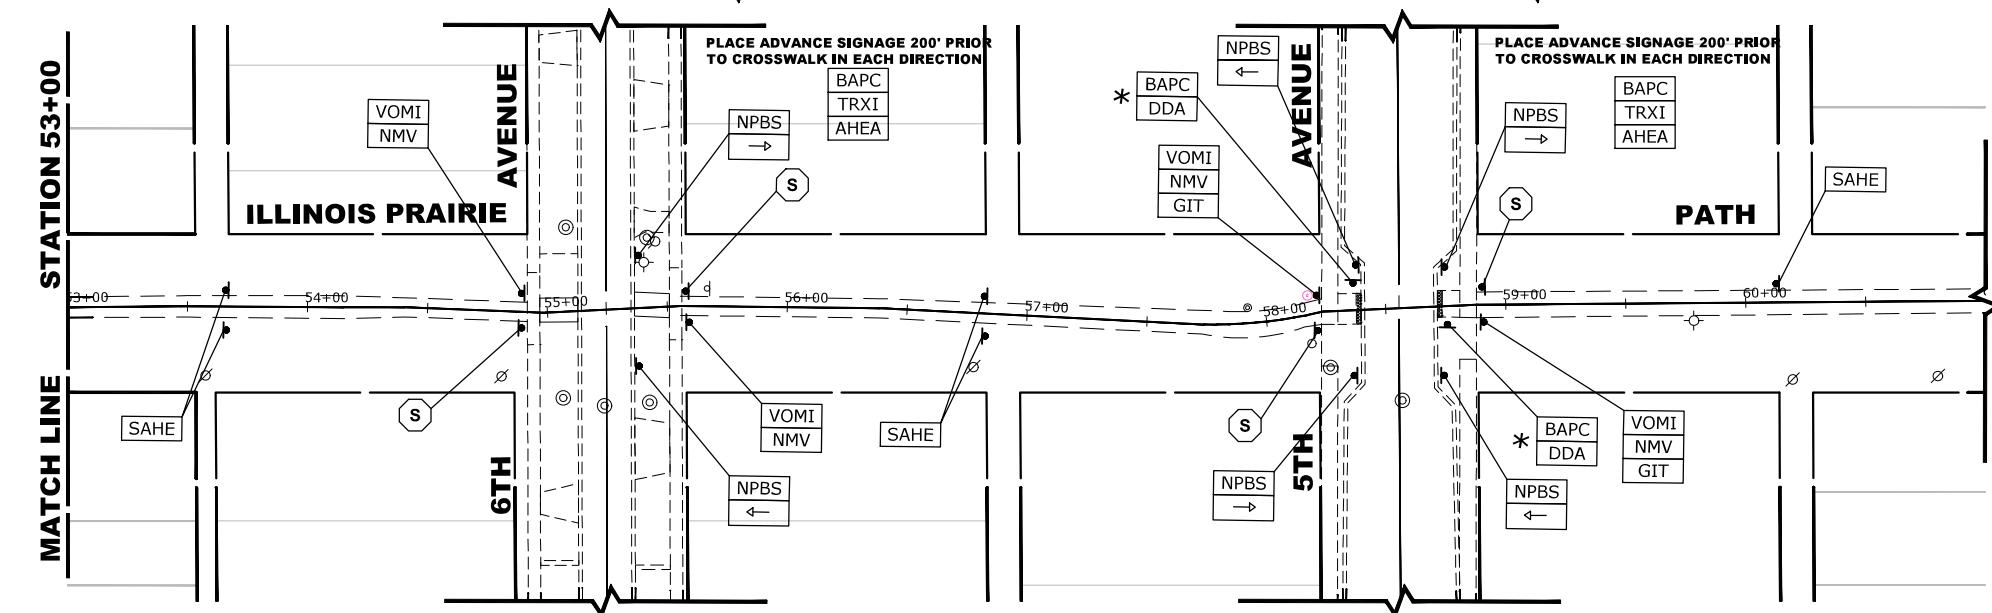 PLACE ADVANCE SIGNAGE 200' PRIOR
TO CROSSWALK IN EACH DIRECTION
BAPC
TRXI
AHEA
PLACE ADVANCE SIGNAGE 200' PRIOR
TO CROSSWALK IN EACH DIRECTION
BAPC
TRXI
AHEA
MATCH LINE STATION 53+00
VOMI
NMV
6TH AVENUE
NPBS
→
S
* BAPC
DDA
NPBS
←
5TH AVENUE
VOMI
NMV
GIT
NPBS
→
S
SAHE
ILLINOIS PRAIRIE PATH
3+00
54+00
55+00
56+00
57+00
58+00
59+00
60+00
SAHE
S
VOMI
NMV
NPBS
←
SAHE
S
NPBS
→
* BAPC
DDA
VOMI
NMV
GIT
NPBS
←